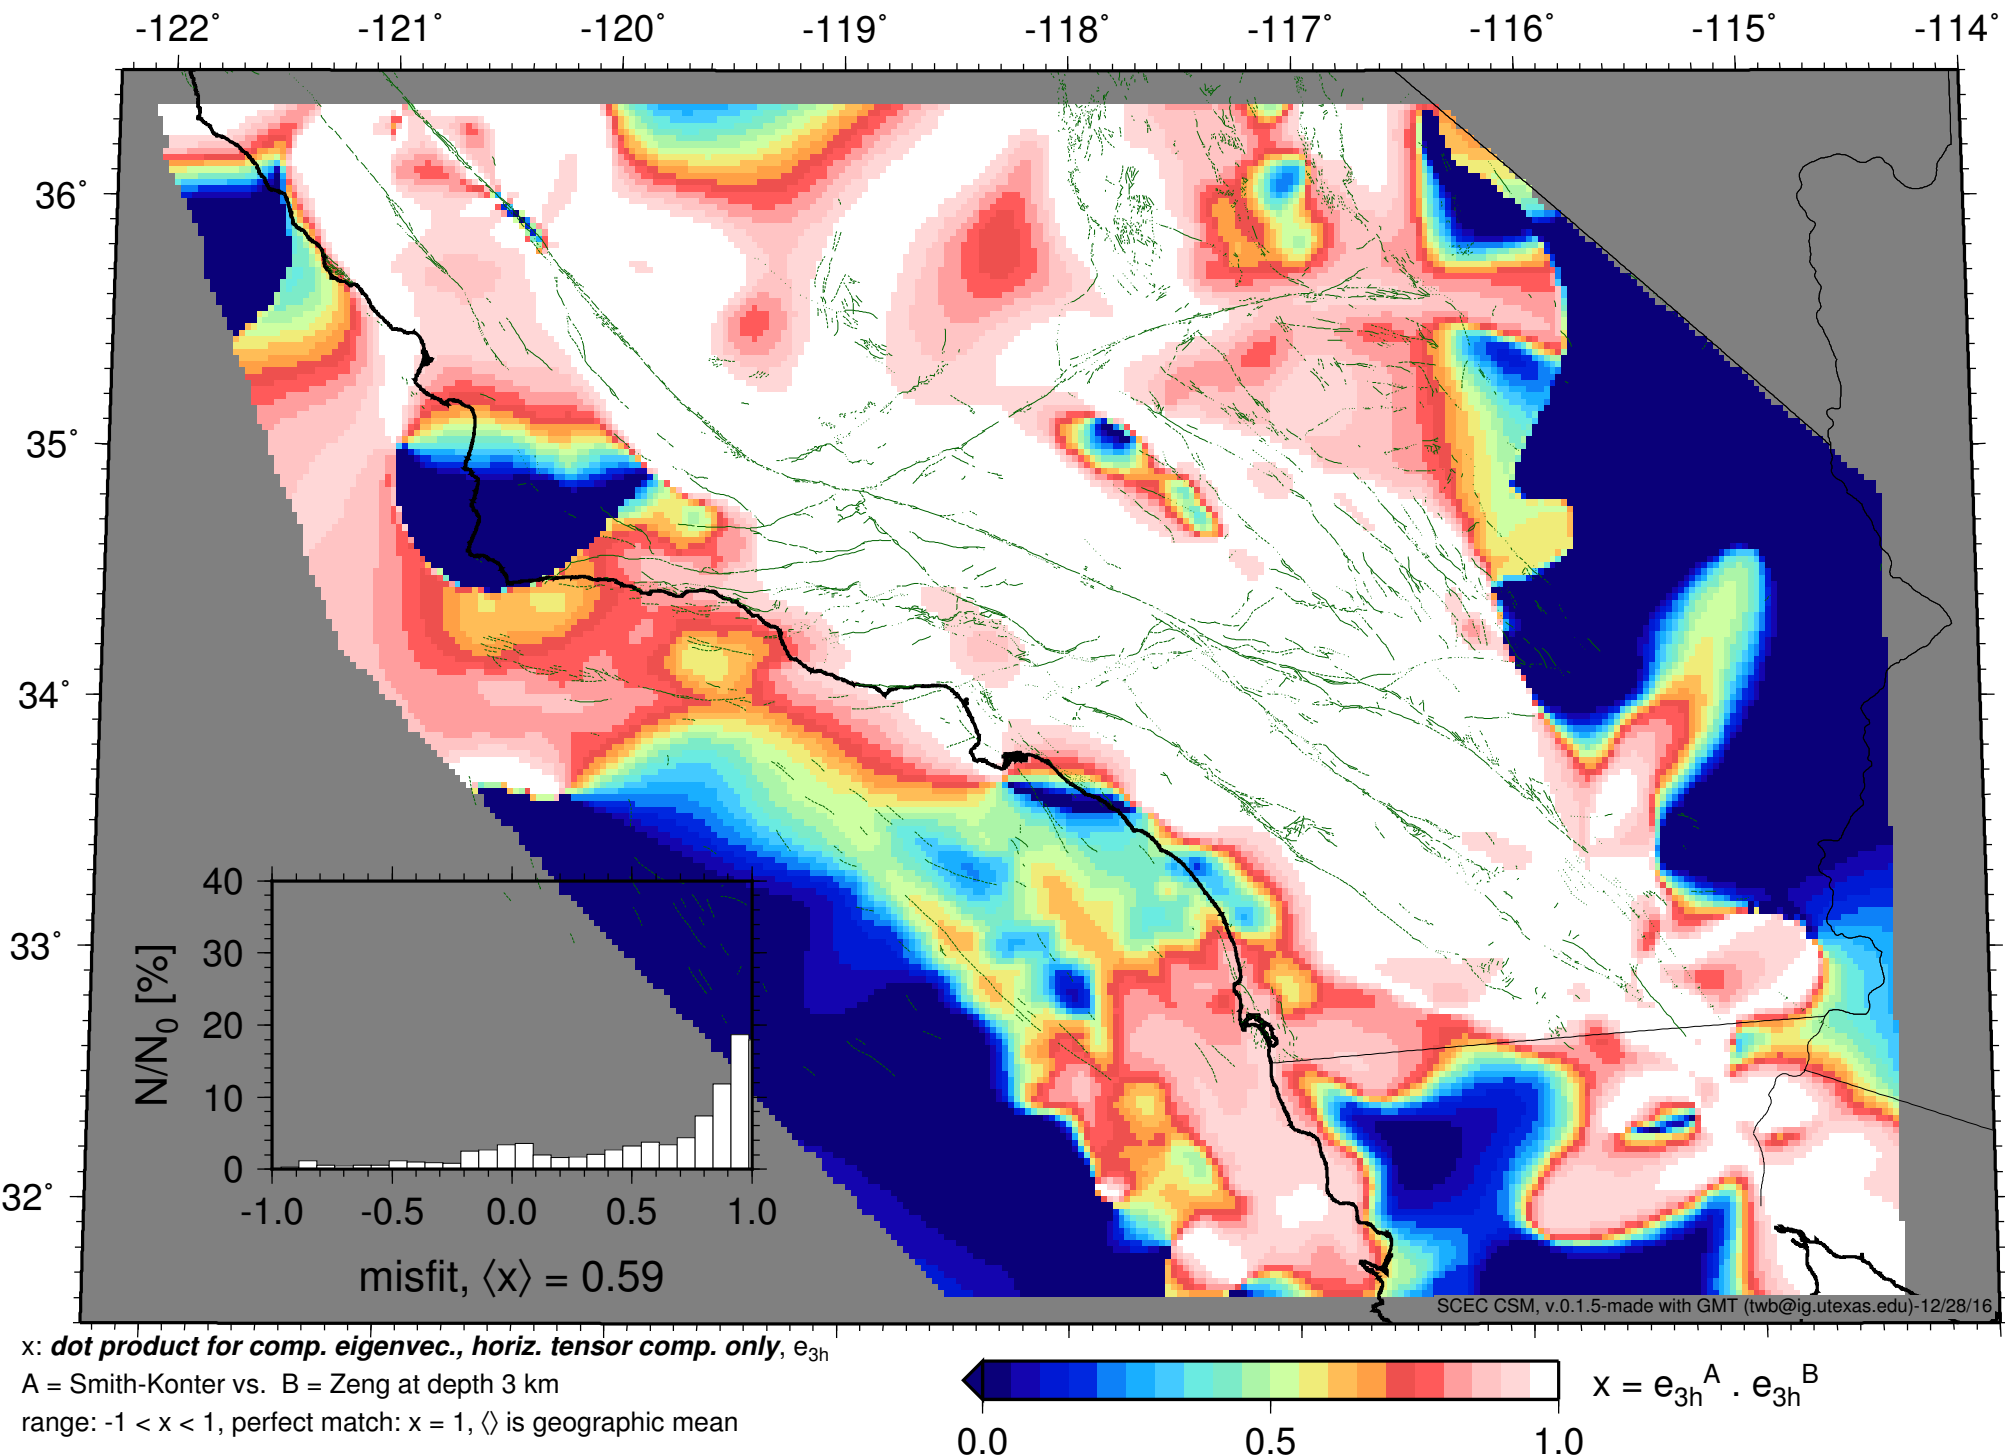 -122° -121° -120° -119° -118° -117° -116° -115° -114°
36°
35°
34°
33°
32°
40
30
20
10
0
N/N0 [%]
-1.0 -0.5 0.0 0.5 1.0
misfit, ⟨x⟩ = 0.59
SCEC CSM, v.0.1.5-made with GMT (twb@ig.utexas.edu)-12/28/16
x: dot product for comp. eigenvec., horiz. tensor comp. only, e3h
A = Smith-Konter vs. B = Zeng at depth 3 km
range: -1 < x < 1, perfect match: x = 1, ⟨⟩ is geographic mean
x = e3hA . e3hB
0.0 0.5 1.0